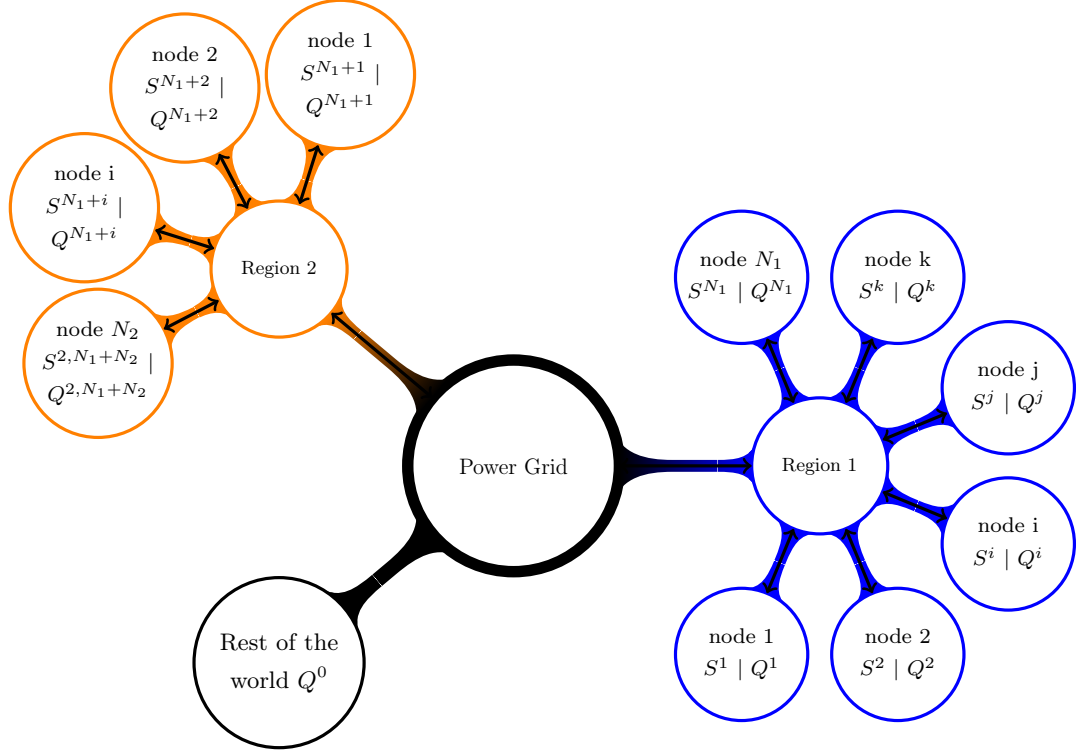 node 1
S^{N_1+1} |
Q^{N_1+1}
node 2
S^{N_1+2} |
Q^{N_1+2}
node i
S^{N_1+i} |
Q^{N_1+i}
node N_2
S^{2,N_1+N_2} |
Q^{2,N_1+N_2}
Region 2
Power Grid
Rest of the
world Q^0
Region 1
node N_1
S^{N_1} | Q^{N_1}
node k
S^k | Q^k
node j
S^j | Q^j
node i
S^i | Q^i
node 2
S^2 | Q^2
node 1
S^1 | Q^1